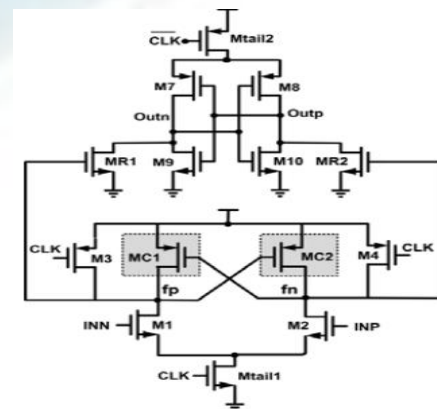 CLK
Mtail2
M7
M8
Outn
Outp
MR1
M9
M10
MR2
CLK
M3
MC1
MC2
M4
CLK
fp
fn
INN
M1
M2
INP
CLK
Mtail1